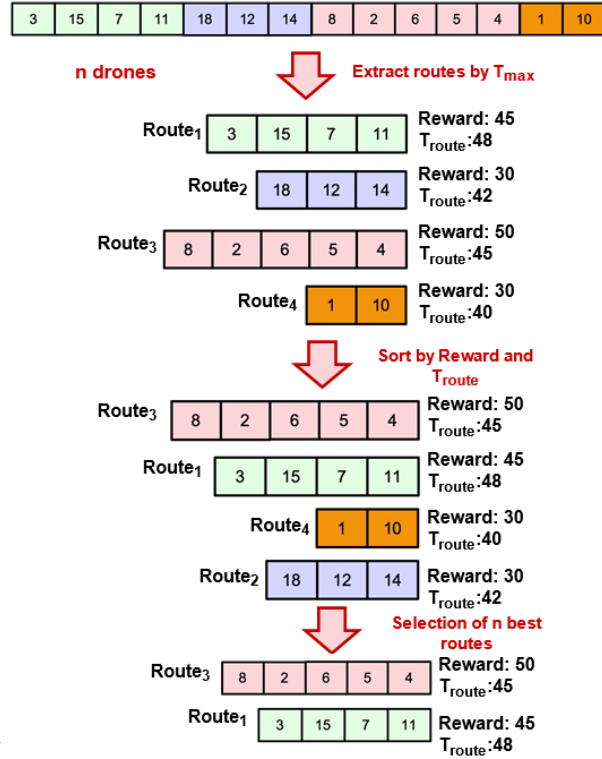 3 15 7 11 18 12 14 8 2 6 5 4 1 10
n drones
Extract routes by Tmax
Route1 3 15 7 11 Reward: 45
Troute:48
Route2 18 12 14 Reward: 30
Troute:42
Route3 8 2 6 5 4 Reward: 50
Troute:45
Route4 1 10 Reward: 30
Troute:40
Sort by Reward and
Troute
Route3 8 2 6 5 4 Reward: 50
Troute:45
Route1 3 15 7 11 Reward: 45
Troute:48
Route4 1 10 Reward: 30
Troute:40
Route2 18 12 14 Reward: 30
Troute:42
Selection of n best
routes
Route3 8 2 6 5 4 Reward: 50
Troute:45
Route1 3 15 7 11 Reward: 45
Troute:48